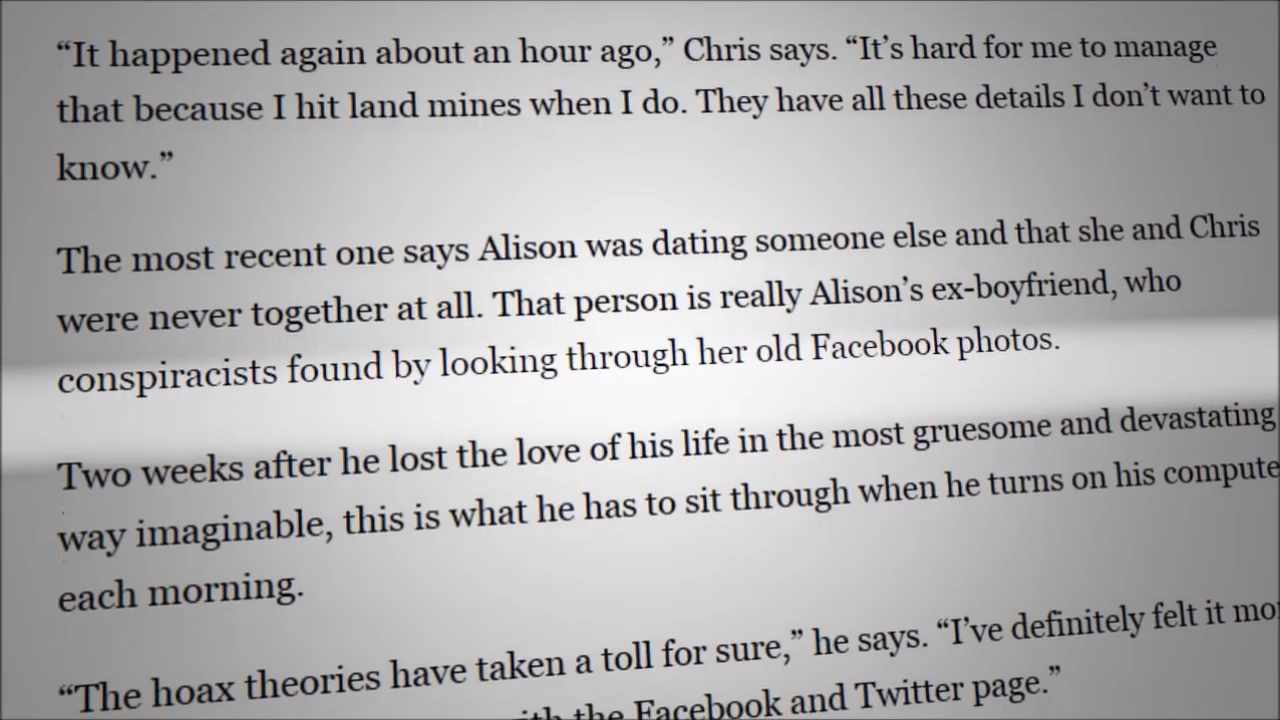 “It happened again about an hour ago,” Chris says. “It’s hard for me to manage
that because I hit land mines when I do. They have all these details I don’t want to
know.”
The most recent one says Alison was dating someone else and that she and Chris
were never together at all. That person is really Alison’s ex-boyfriend, who
conspiracists found by looking through her old Facebook photos.
Two weeks after he lost the love of his life in the most gruesome and devastating
way imaginable, this is what he has to sit through when he turns on his compute
each morning.
“The hoax theories have taken a toll for sure,” he says. “I’ve definitely felt it
the Facebook and Twitter page.”